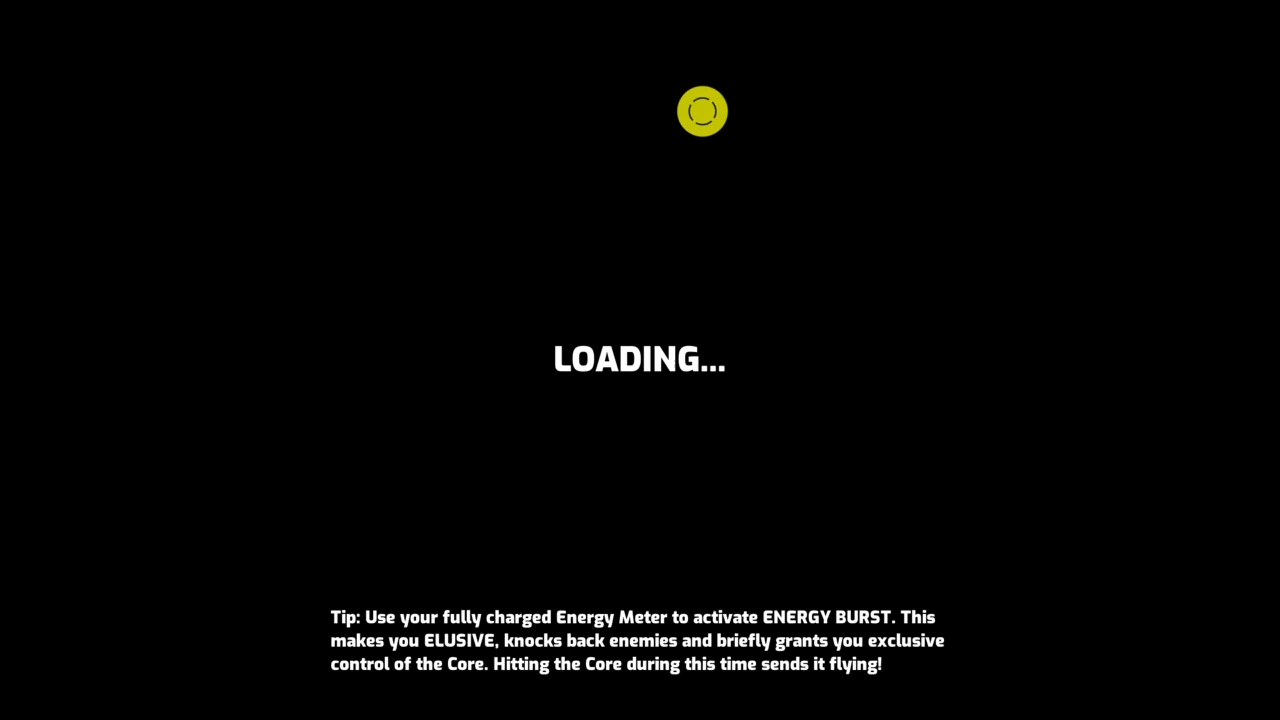 LOADING...
Tip: Use your fully charged Energy Meter to activate ENERGY BURST. This
makes you ELUSIVE, knocks back enemies and briefly grants you exclusive
control of the Core. Hitting the Core during this time sends it flying!